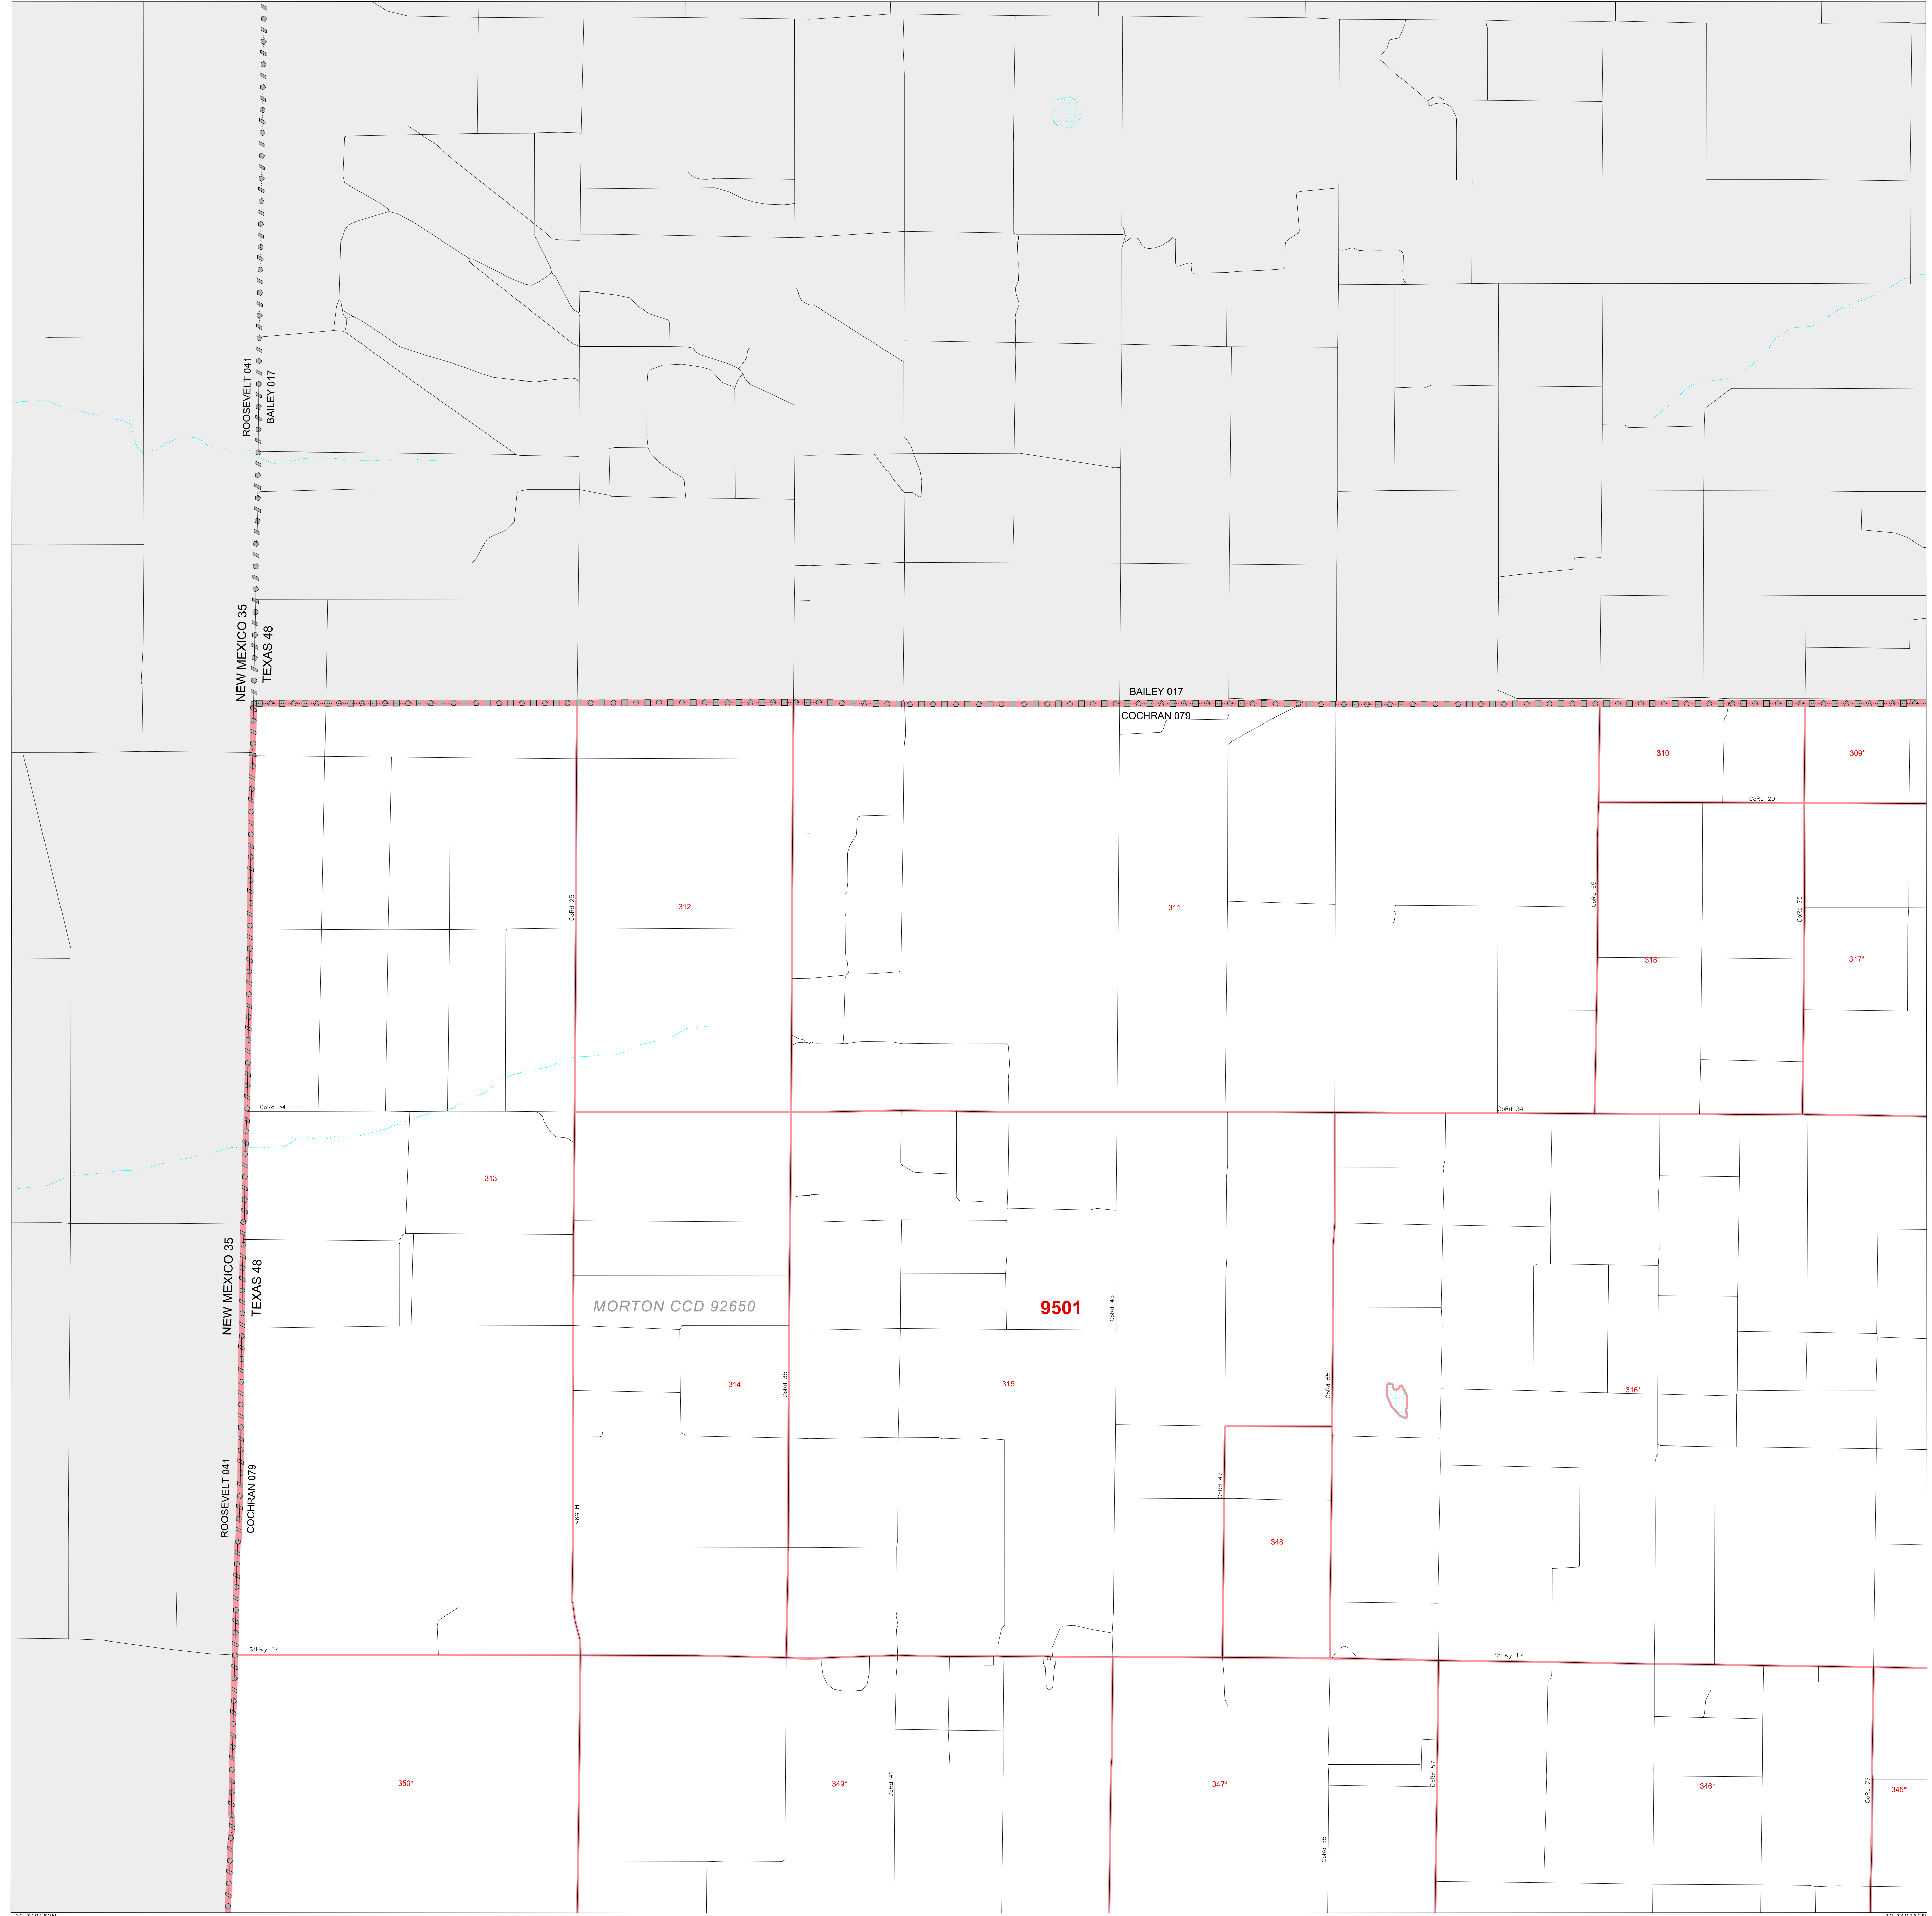 ROOSEVELT 041
BAILEY 017
NEW MEXICO 35
TEXAS 48
BAILEY 017
COCHRAN 079
310
309*
CoRd 20
CoRd 25
312
311
CoRd 65
CoRd 75
318
317*
CoRd 34
CoRd 34
313
NEW MEXICO 35
TEXAS 48
MORTON CCD 92650
9501
CoRd 45
314
CoRd 35
315
CoRd 55
316*
ROOSEVELT 041
COCHRAN 079
FM 595
CoRd 47
348
StHwy 114
StHwy 114
350*
349*
CoRd 41
347*
CoRd 55
CoRd 57
346*
CoRd 77
345*